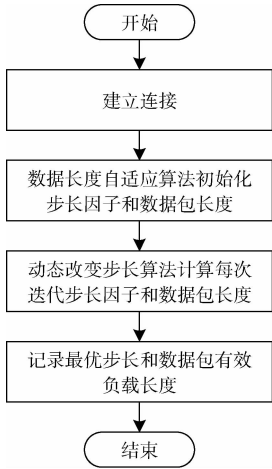 开始
建立连接
数据长度自适应算法初始化
步长因子和数据包长度
动态改变步长算法计算每次
迭代步长因子和数据包长度
记录最优步长和数据包有效
负载长度
结束